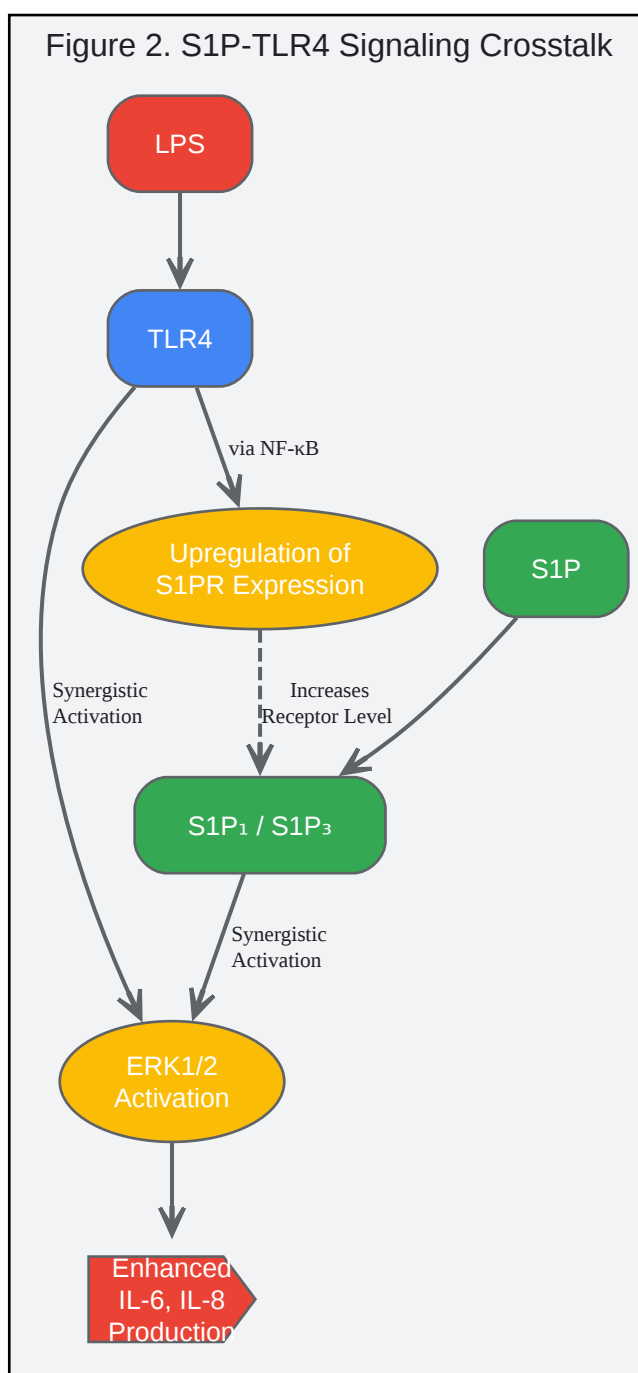 Figure 2. S1P-TLR4 Signaling Crosstalk
LPS
TLR4
via NF-κB
Upregulation of
S1PR Expression
S1P
Synergistic
Activation
Increases
Receptor Level
S1P₁ / S1P₃
Synergistic
Activation
ERK1/2
Activation
Enhanced
IL-6, IL-8
Production